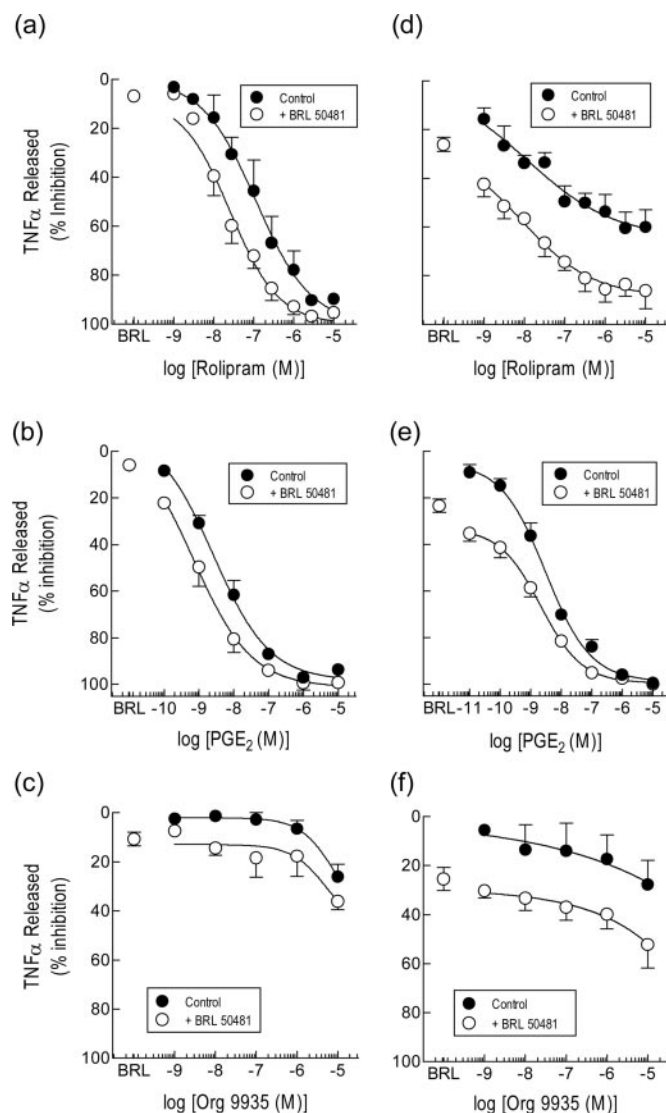 (a)
0
20
40
60
80
100
TNFα Released
(% Inhibition)
Control
+ BRL 50481
BRL -9 -8 -7 -6 -5
log [Rolipram (M)]
(d)
Control
+ BRL 50481
BRL -9 -8 -7 -6 -5
log [Rolipram (M)]
(b)
0
20
40
60
80
100
TNFα Released
(% inhibition)
Control
+ BRL 50481
BRL -10 -9 -8 -7 -6 -5
log [PGE2 (M)]
(e)
Control
+ BRL 50481
BRL -11 -10 -9 -8 -7 -6 -5
log [PGE2 (M)]
(c)
0
20
40
60
80
100
TNFα Released
(% inhibition)
Control
+ BRL 50481
BRL -9 -8 -7 -6 -5
log [Org 9935 (M)]
(f)
0
20
40
60
80
100
Control
+ BRL 50481
BRL -9 -8 -7 -6 -5
log [Org 9935 (M)]